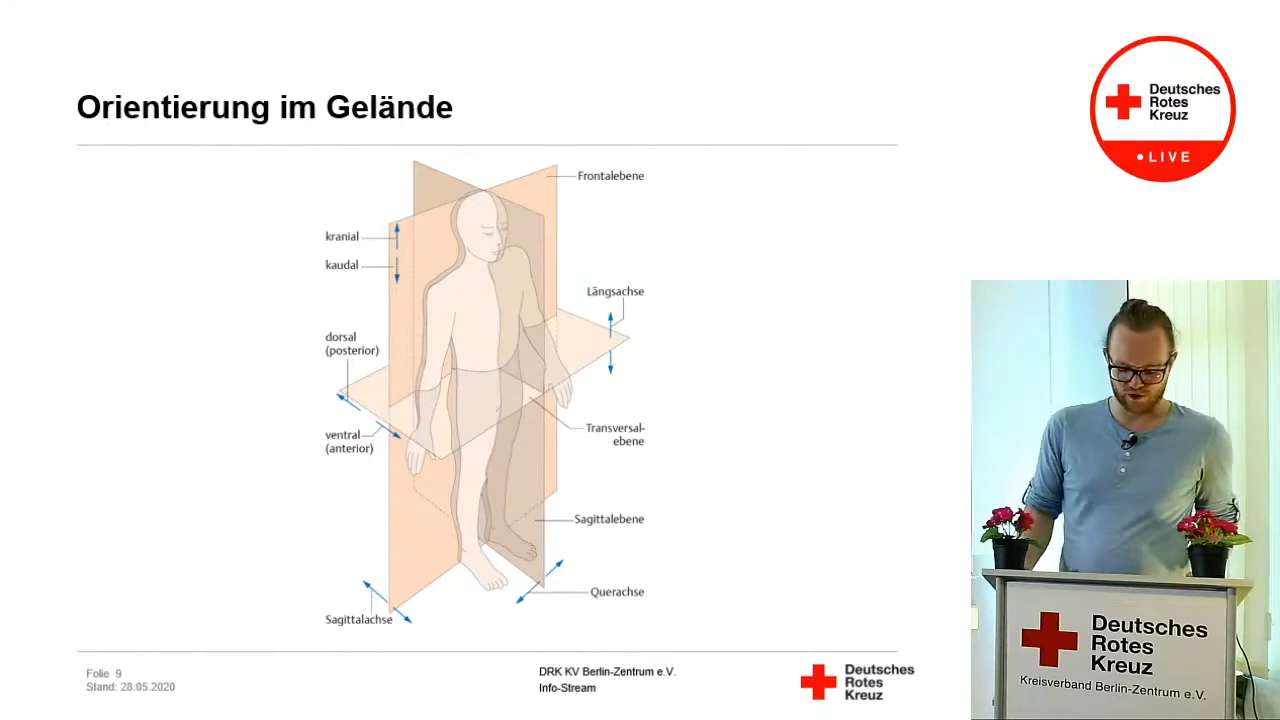 Orientierung im Gelände
Deutsches
Rotes
Kreuz
• LIVE
Frontalebene
kranial
kaudal
Längsachse
dorsal
(posterior)
ventral
(anterior)
Transversal-
ebene
Sagittalebene
Querachse
Sagittalachse
Folie 9
Stand: 28.05.2020
DRK KV Berlin-Zentrum e.V.
Info-Stream
Deutsches
Rotes
Kreuz
Deutsches
Rotes
Kreuz
Kreisverband Berlin-Zentrum e.V.